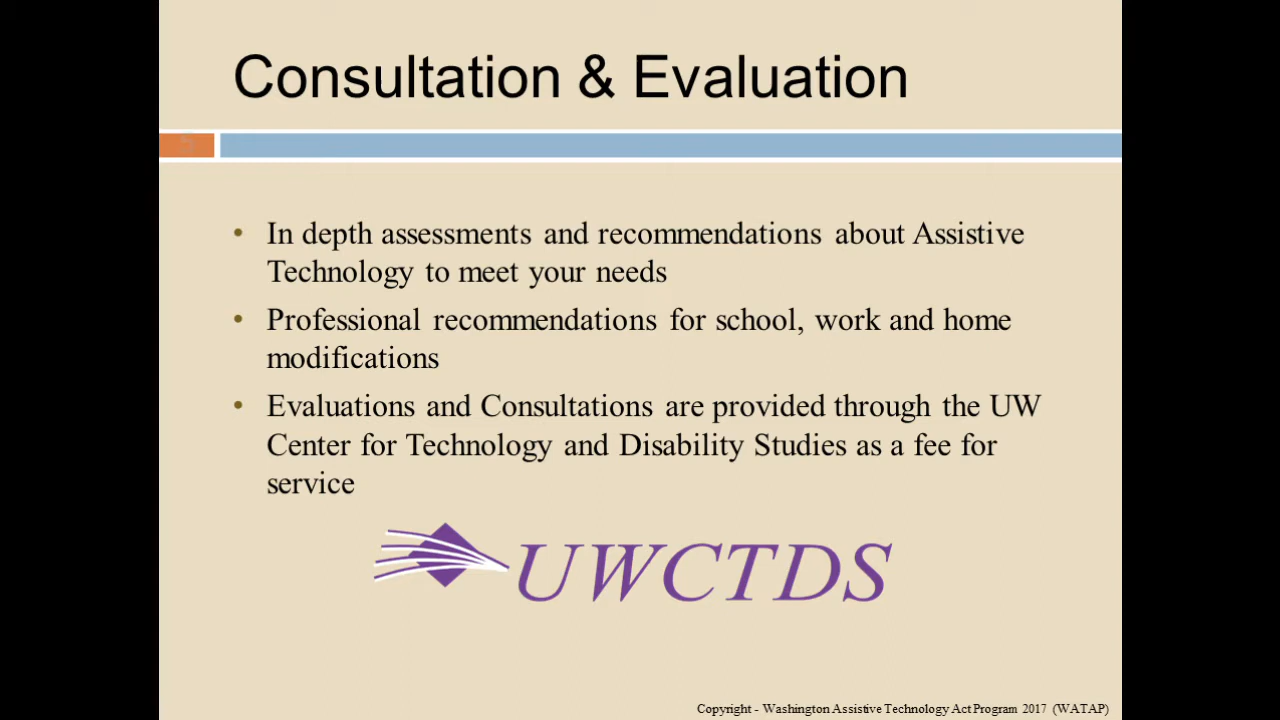 Consultation & Evaluation
• In depth assessments and recommendations about Assistive
Technology to meet your needs
• Professional recommendations for school, work and home
modifications
• Evaluations and Consultations are provided through the UW
Center for Technology and Disability Studies as a fee for
service
UWCTDS
Copyright - Washington Assistive Technology Act Program 2017 (WATAP)